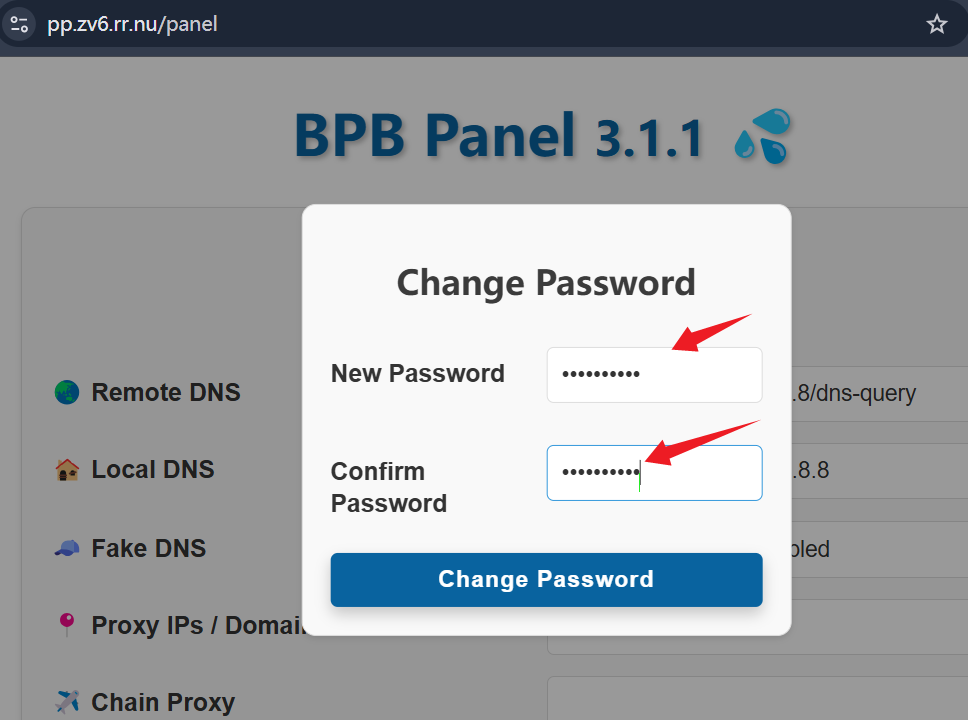 pp.zv6.rr.nu/panel
BPB Panel 3.1.1
Change Password
New Password
••••••••••
Confirm
Password
••••••••••
Change Password
Remote DNS
.8/dns-query
Local DNS
.8.8
Fake DNS
bled
Proxy IPs / Domai
Chain Proxy